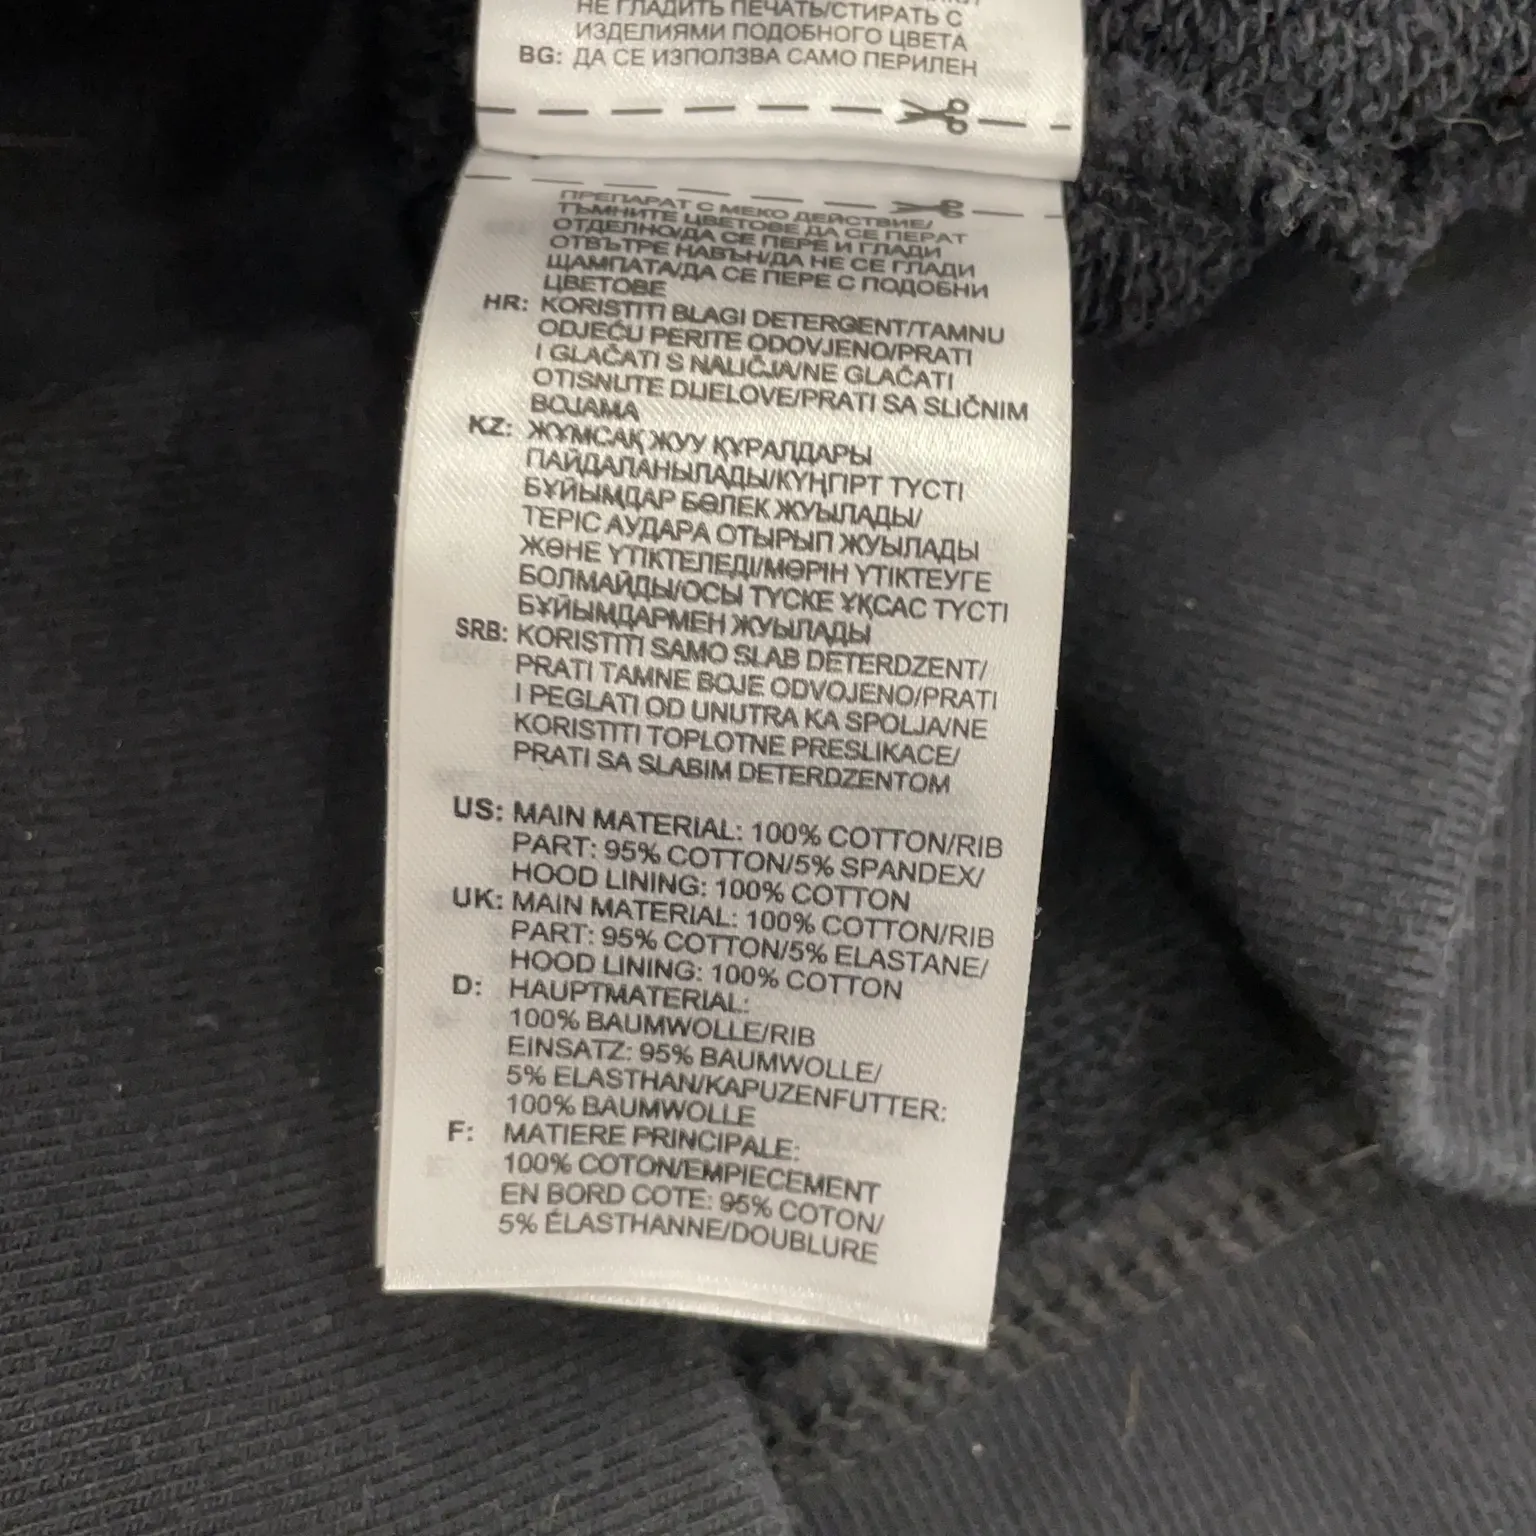 НЕ ГЛАДИТЬ ПЕЧАТЬ/СТИРАТЬ С
ИЗДЕЛИЯМИ ПОДОБНОГО ЦВЕТА
BG: ДА СЕ ИЗПОЛЗВА САМО ПЕРИЛЕН
ПРЕПАРАТ С МЕКО ДЕЙСТВИЕ/
ТЪМНИТЕ ЦВЕТОВЕ ДА СЕ ПЕРАТ
ОТДЕЛНО/ДА СЕ ПЕРЕ И ГЛАДИ
ОТВЪТРЕ НАВЪН/ДА НЕ СЕ ГЛАДИ
ЩАМПАТА/ДА СЕ ПЕРЕ С ПОДОБНИ
ЦВЕТОВЕ
HR: KORISTITI BLAGI DETERGENT/TAMNU
ODJEĆU PERITE ODOVJENO/PRATI
I GLAČATI S NALIČJA/NE GLAČATI
OTISNUTE DIJELOVE/PRATI SA SLIČNIM
BOJAMA
KZ: ЖҰМСАҚ ЖУУ ҚҰРАЛДАРЫ
ПАЙДАЛАНЫЛАДЫ/КҮҢГІРТ ТҮСТІ
БҰЙЫМДАР БӨЛЕК ЖУЫЛАДЫ/
ТЕРІС АУДАРА ОТЫРЫП ЖУЫЛАДЫ
ЖӘНЕ ҮТІКТЕЛЕДІ/МӨРІН ҮТІКТЕУГЕ
БОЛМАЙДЫ/ОСЫ ТҮСКЕ ҰҚСАС ТҮСТІ
БҰЙЫМДАРМЕН ЖУЫЛАДЫ
SRB: KORISTITI SAMO SLAB DETERDZENT/
PRATI TAMNE BOJE ODVOJENO/PRATI
I PEGLATI OD UNUTRA KA SPOLJA/NE
KORISTITI TOPLOTNE PRESLIKACE/
PRATI SA SLABIM DETERDZENTOM
US: MAIN MATERIAL: 100% COTTON/RIB
PART: 95% COTTON/5% SPANDEX/
HOOD LINING: 100% COTTON
UK: MAIN MATERIAL: 100% COTTON/RIB
PART: 95% COTTON/5% ELASTANE/
HOOD LINING: 100% COTTON
D: HAUPTMATERIAL:
100% BAUMWOLLE/RIB
EINSATZ: 95% BAUMWOLLE/
5% ELASTHAN/KAPUZENFUTTER:
100% BAUMWOLLE
F: MATIERE PRINCIPALE:
100% COTON/EMPIECEMENT
EN BORD COTE: 95% COTON/
5% ÉLASTHANNE/DOUBLURE